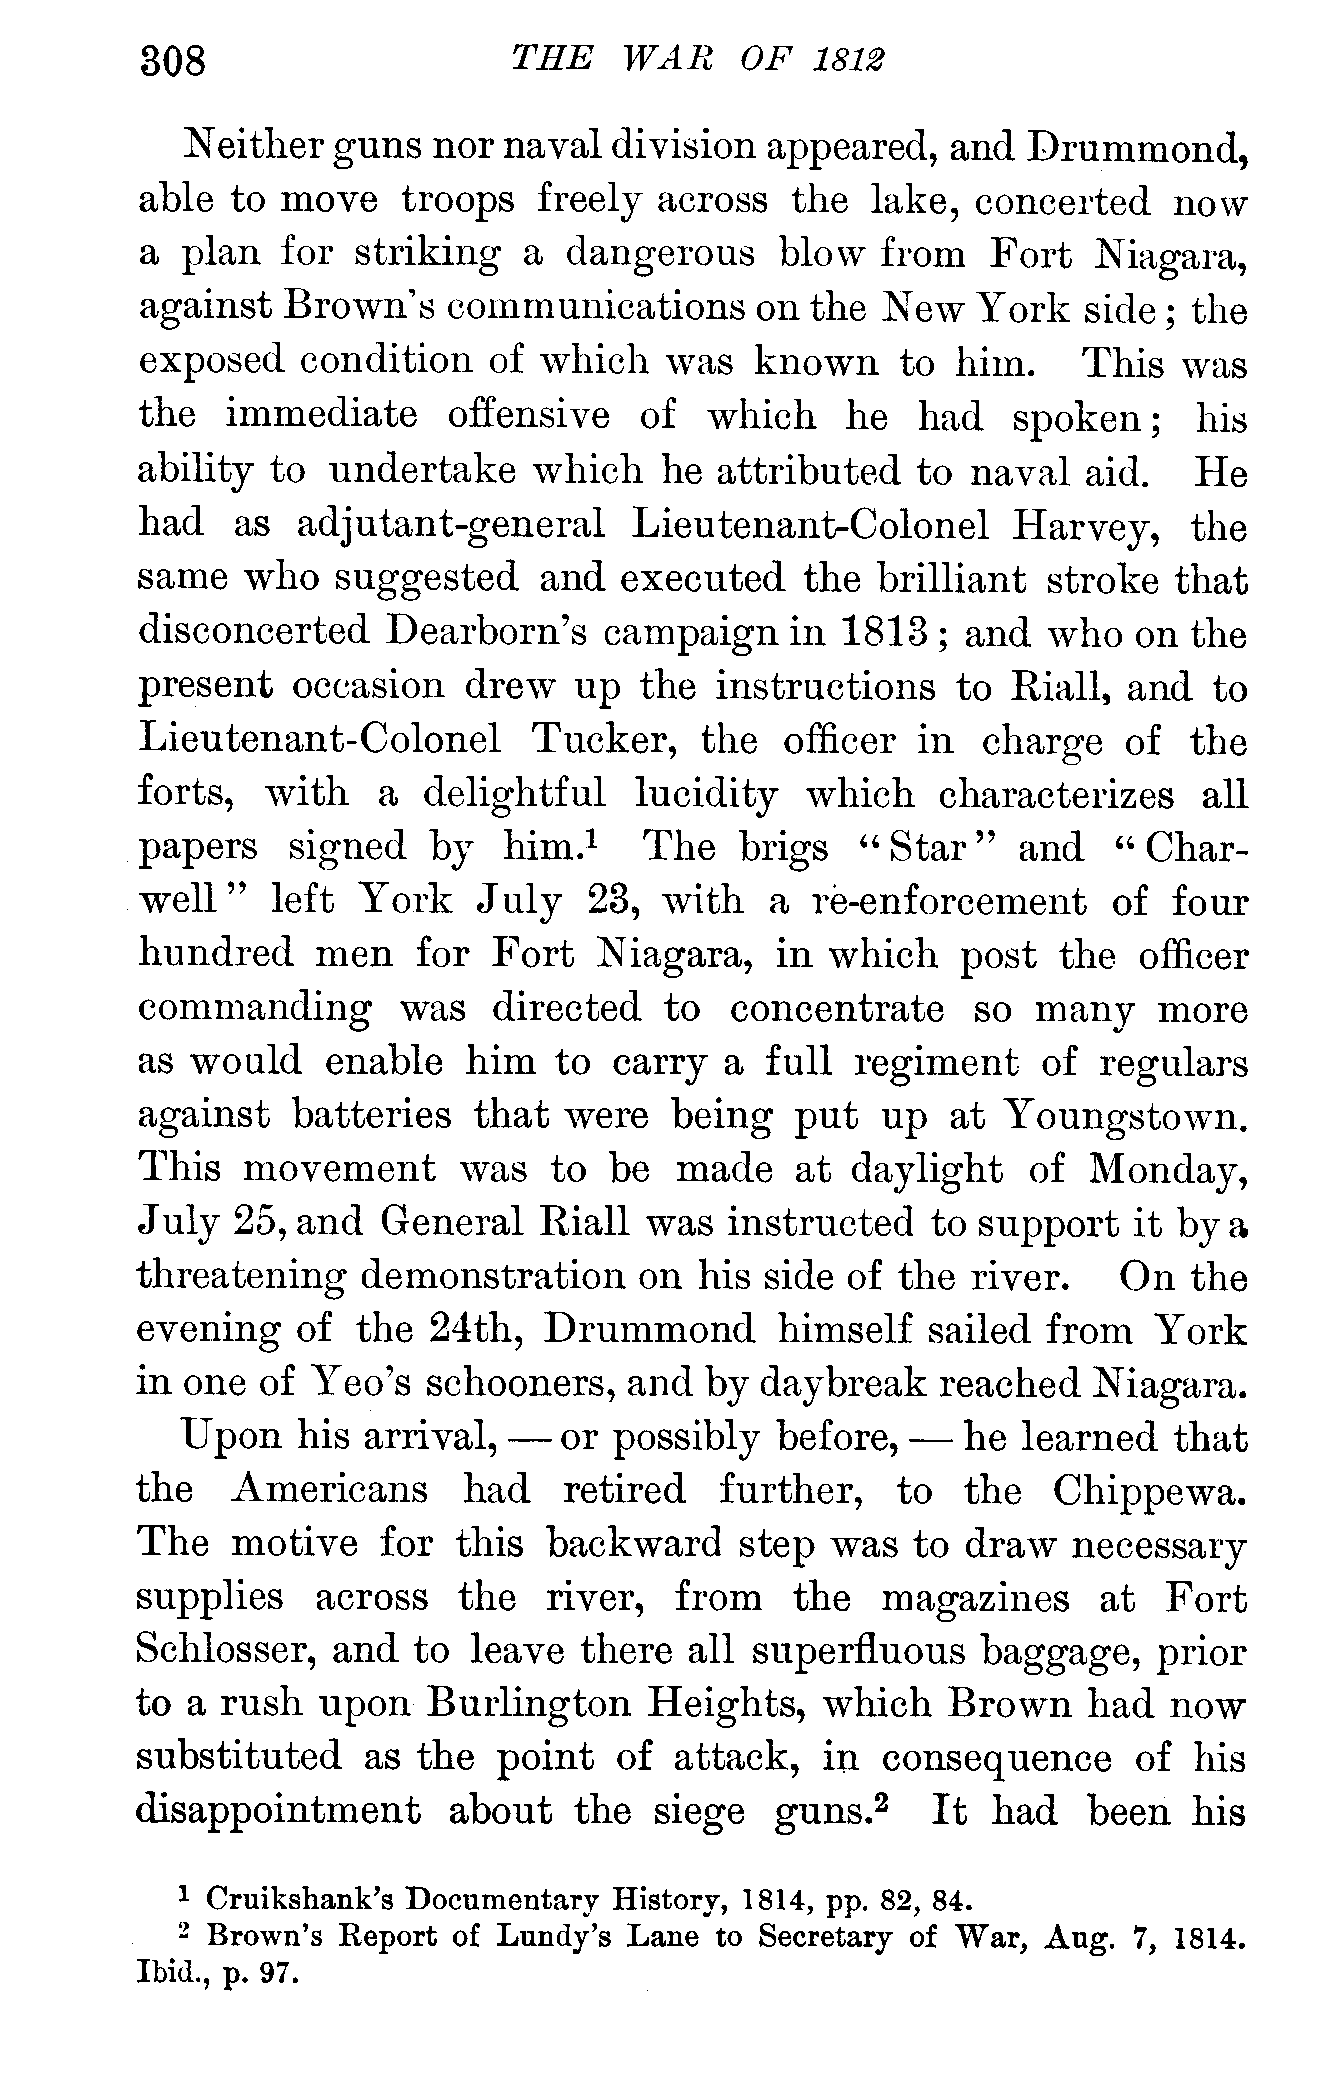 308 THE WAR OF 1812
Neither guns nor naval division appeared, and Drummond,
able to move troops freely across the lake, concerted now
a plan for striking a dangerous blow from Fort Niagara,
against Brown's communications on the New York side; the
exposed condition of which was known to him. This was
the immediate offensive of which he had spoken; his
ability to undertake which he attributed to naval aid. He
had as adjutant-general Lieutenant-Colonel Harvey, the
same who suggested and executed the brilliant stroke that
disconcerted Dearborn's campaign in 1813; and who on the
present occasion drew up the instructions to Riall, and to
Lieutenant-Colonel Tucker, the officer in charge of the
forts, with a delightful lucidity which characterizes all
papers signed by him.¹ The brigs "Star" and "Char-
well" left York July 23, with a re-enforcement of four
hundred men for Fort Niagara, in which post the officer
commanding was directed to concentrate so many more
as would enable him to carry a full regiment of regulars
against batteries that were being put up at Youngstown.
This movement was to be made at daylight of Monday,
July 25, and General Riall was instructed to support it by a
threatening demonstration on his side of the river. On the
evening of the 24th, Drummond himself sailed from York
in one of Yeo's schooners, and by daybreak reached Niagara.
Upon his arrival, — or possibly before, — he learned that
the Americans had retired further, to the Chippewa.
The motive for this backward step was to draw necessary
supplies across the river, from the magazines at Fort
Schlosser, and to leave there all superfluous baggage, prior
to a rush upon Burlington Heights, which Brown had now
substituted as the point of attack, in consequence of his
disappointment about the siege guns.² It had been his
¹ Cruikshank's Documentary History, 1814, pp. 82, 84.
² Brown's Report of Lundy's Lane to Secretary of War, Aug. 7, 1814.
Ibid., p. 97.